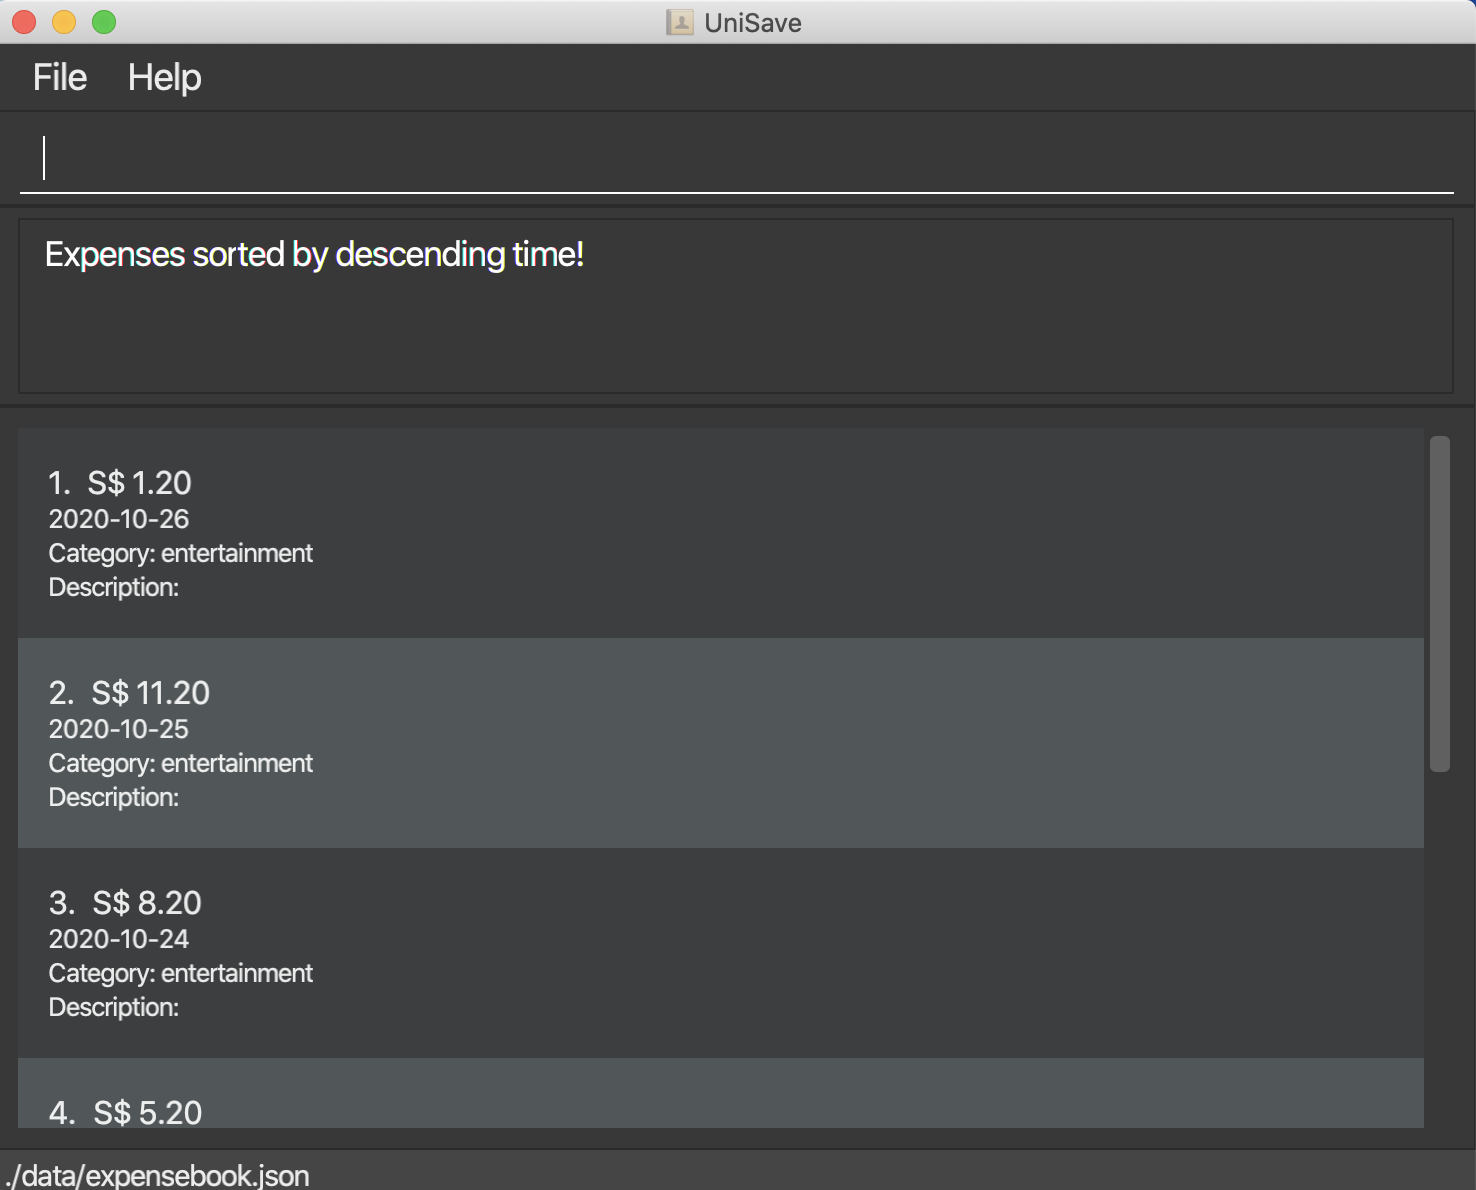 UniSave
File Help
Expenses sorted by descending time!
1. S$ 1.20
2020-10-26
Category: entertainment
Description:
2. S$ 11.20
2020-10-25
Category: entertainment
Description:
3. S$ 8.20
2020-10-24
Category: entertainment
Description:
4. S$ 5.20
./data/expensebook.json